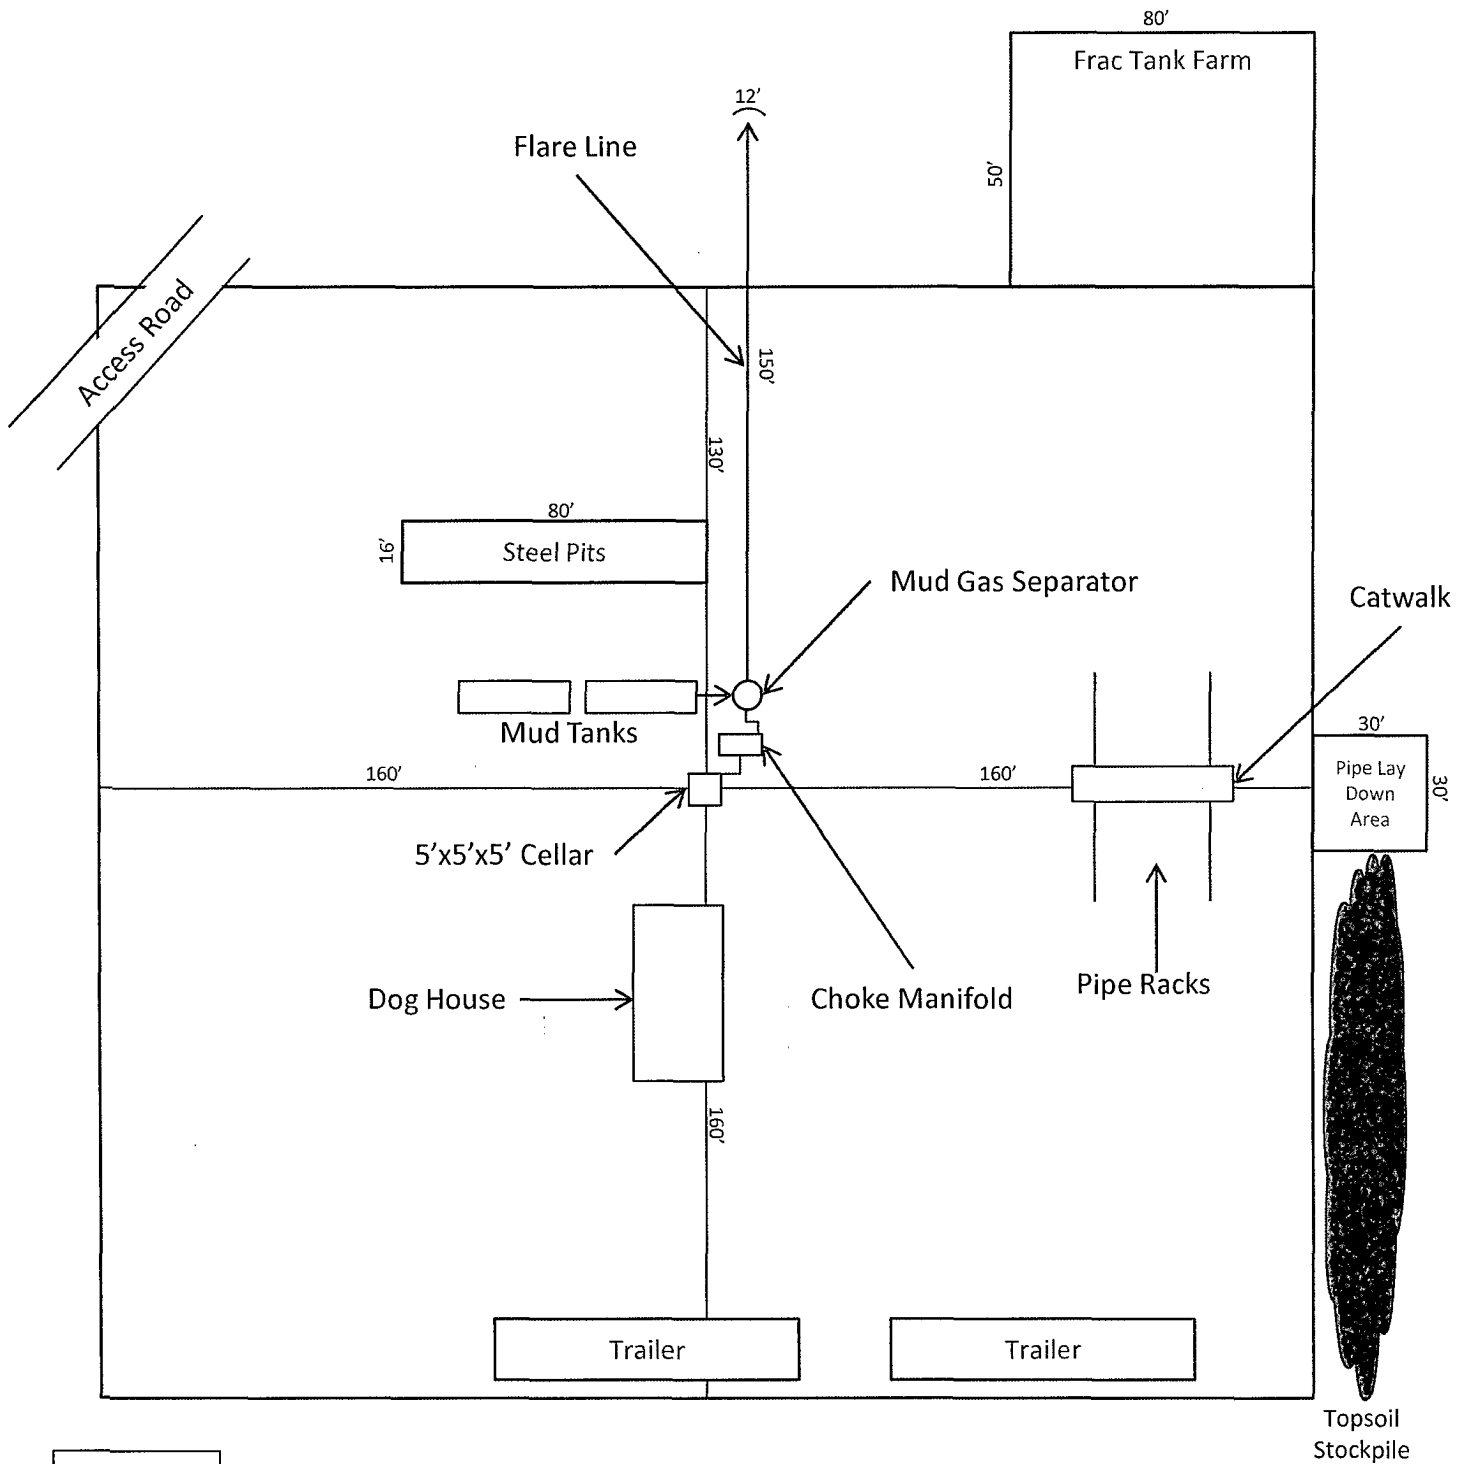 80’
Frac Tank Farm
12’
Flare Line
50’
Access Road
150’
130’
80’
16’
Steel Pits
Mud Gas Separator
Catwalk
Mud Tanks
30’
160’
160’
Pipe Lay
Down
Area
30’
5’x5’x5’ Cellar
Dog House
Choke Manifold
Pipe Racks
160’
Trailer
Trailer
Topsoil
Stockpile